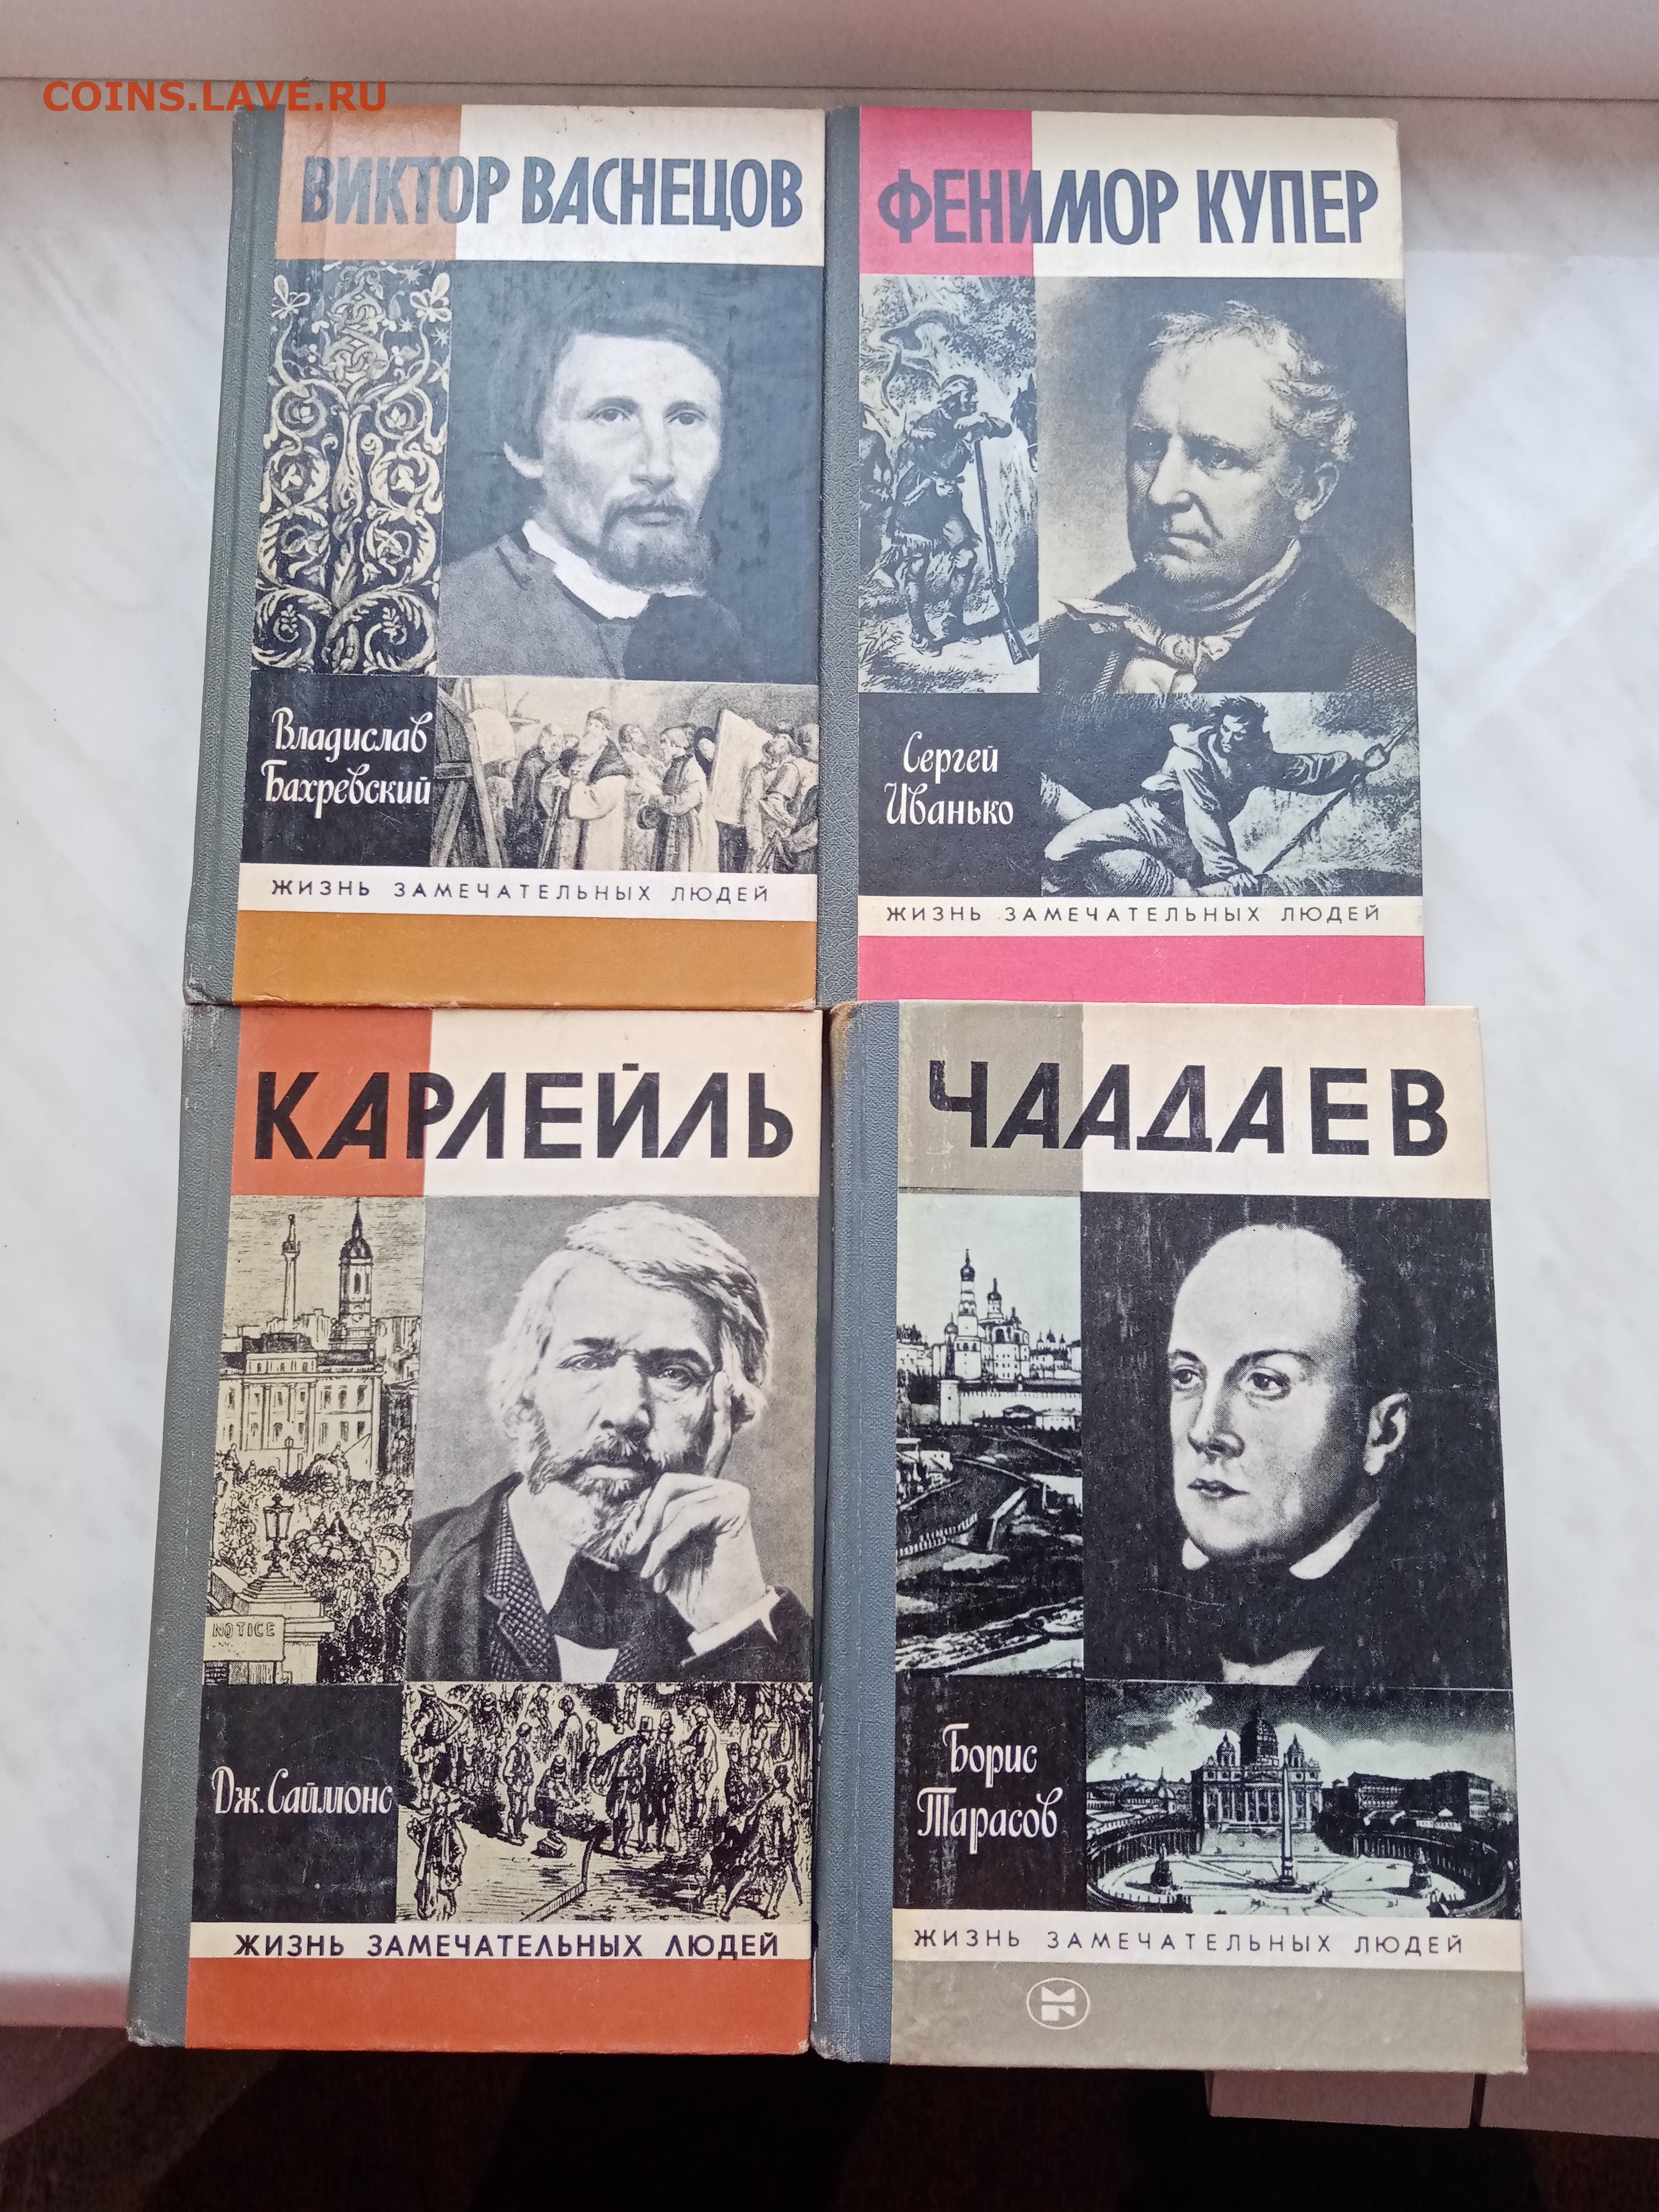 COINS.LAVE.RU
ВИКТОР ВАСНЕЦОВ
Владислав
Бахревский
ЖИЗНЬ ЗАМЕЧАТЕЛЬНЫХ ЛЮДЕЙ
ФЕНИМОР КУПЕР
Сергей
Иванько
ЖИЗНЬ ЗАМЕЧАТЕЛЬНЫХ ЛЮДЕЙ
КАРЛЕЙЛЬ
NOTICE
Дж. Саймонс
ЖИЗНЬ ЗАМЕЧАТЕЛЬНЫХ ЛЮДЕЙ
ЧААДАЕВ
Борис
Тарасов
ЖИЗНЬ ЗАМЕЧАТЕЛЬНЫХ ЛЮДЕЙ